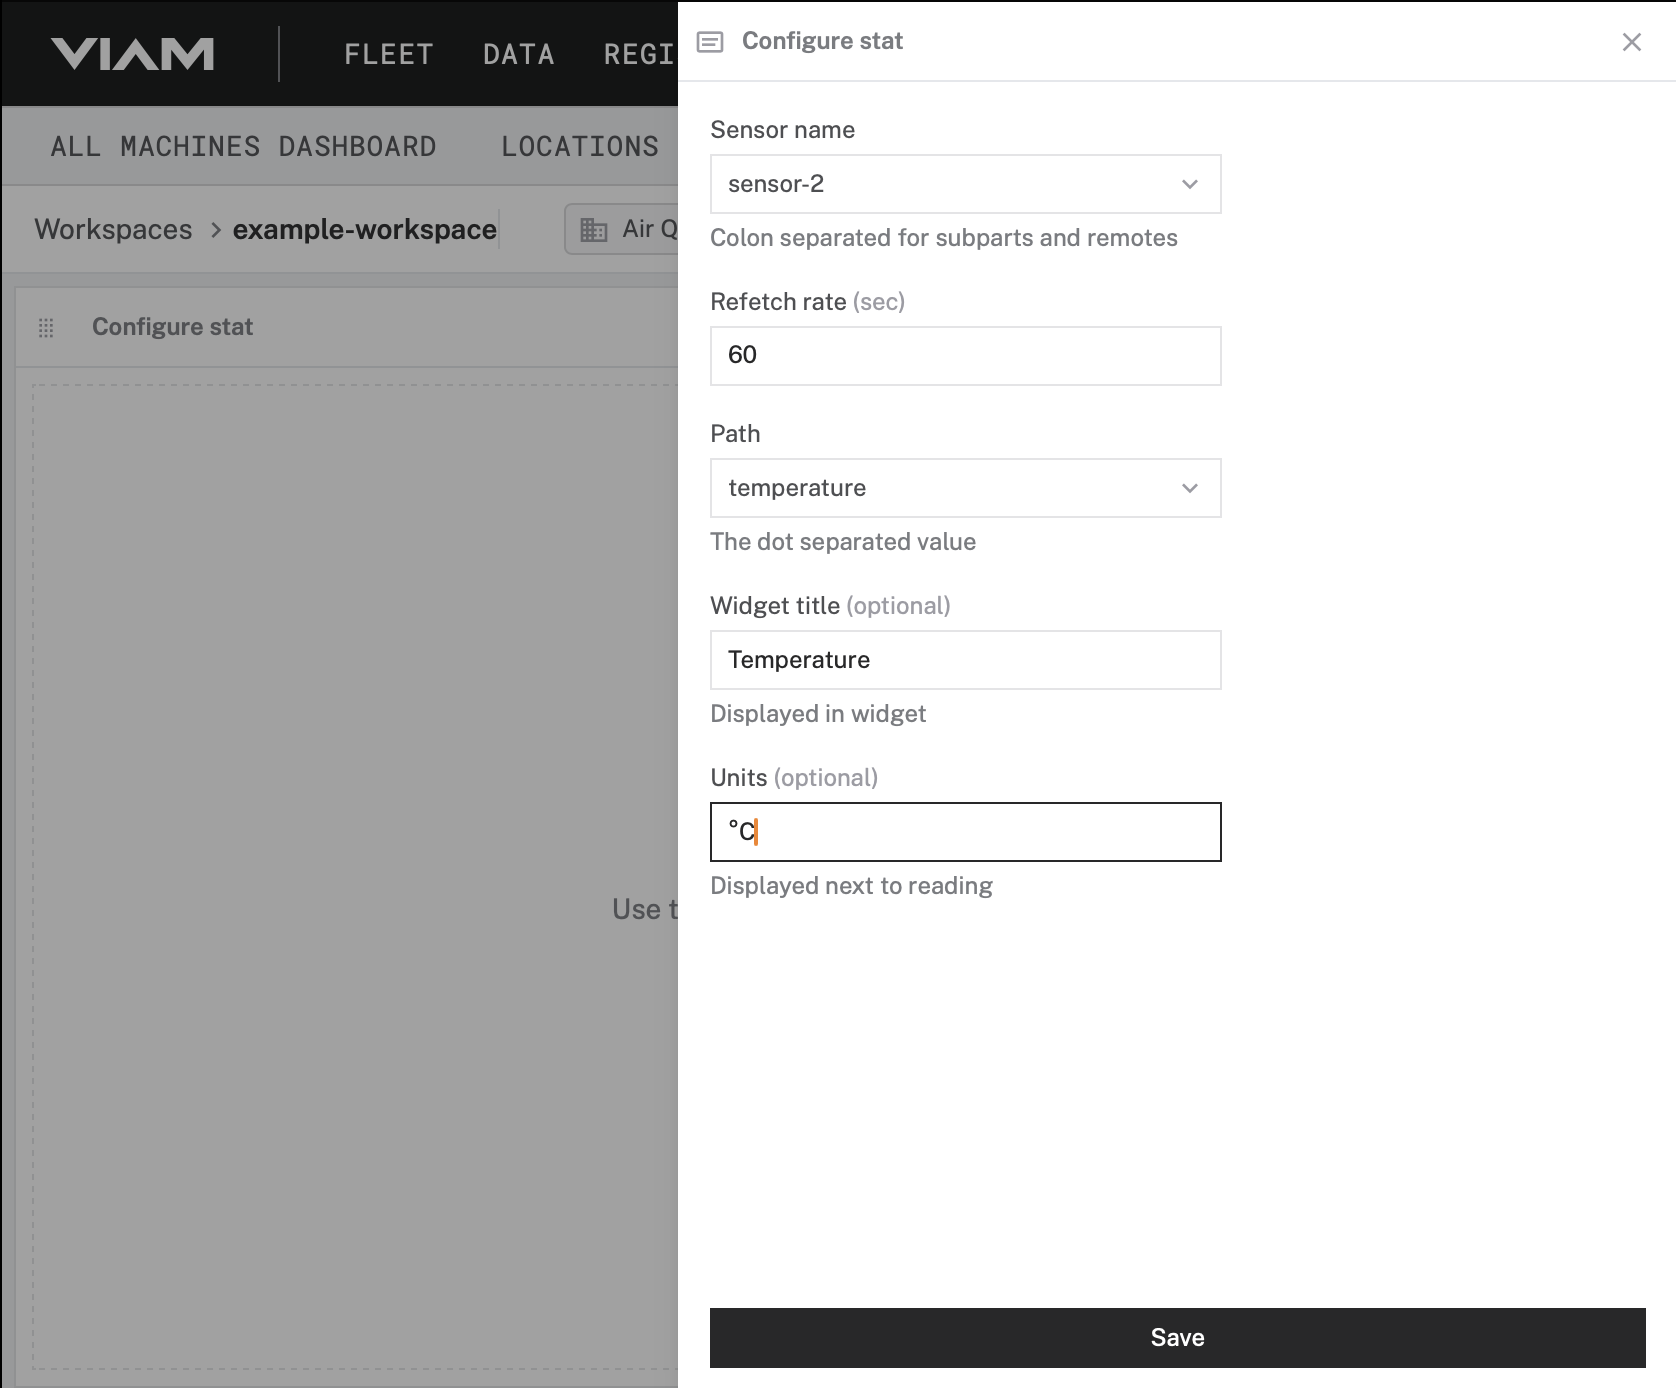 VIAM
FLEET DATA REGI
ALL MACHINES DASHBOARD LOCATIONS
Workspaces > example-workspace
Air Q
Configure stat
Use t
Configure stat
Sensor name
sensor-2
Colon separated for subparts and remotes
Refetch rate (sec)
60
Path
temperature
The dot separated value
Widget title (optional)
Temperature
Displayed in widget
Units (optional)
°C
Displayed next to reading
Save